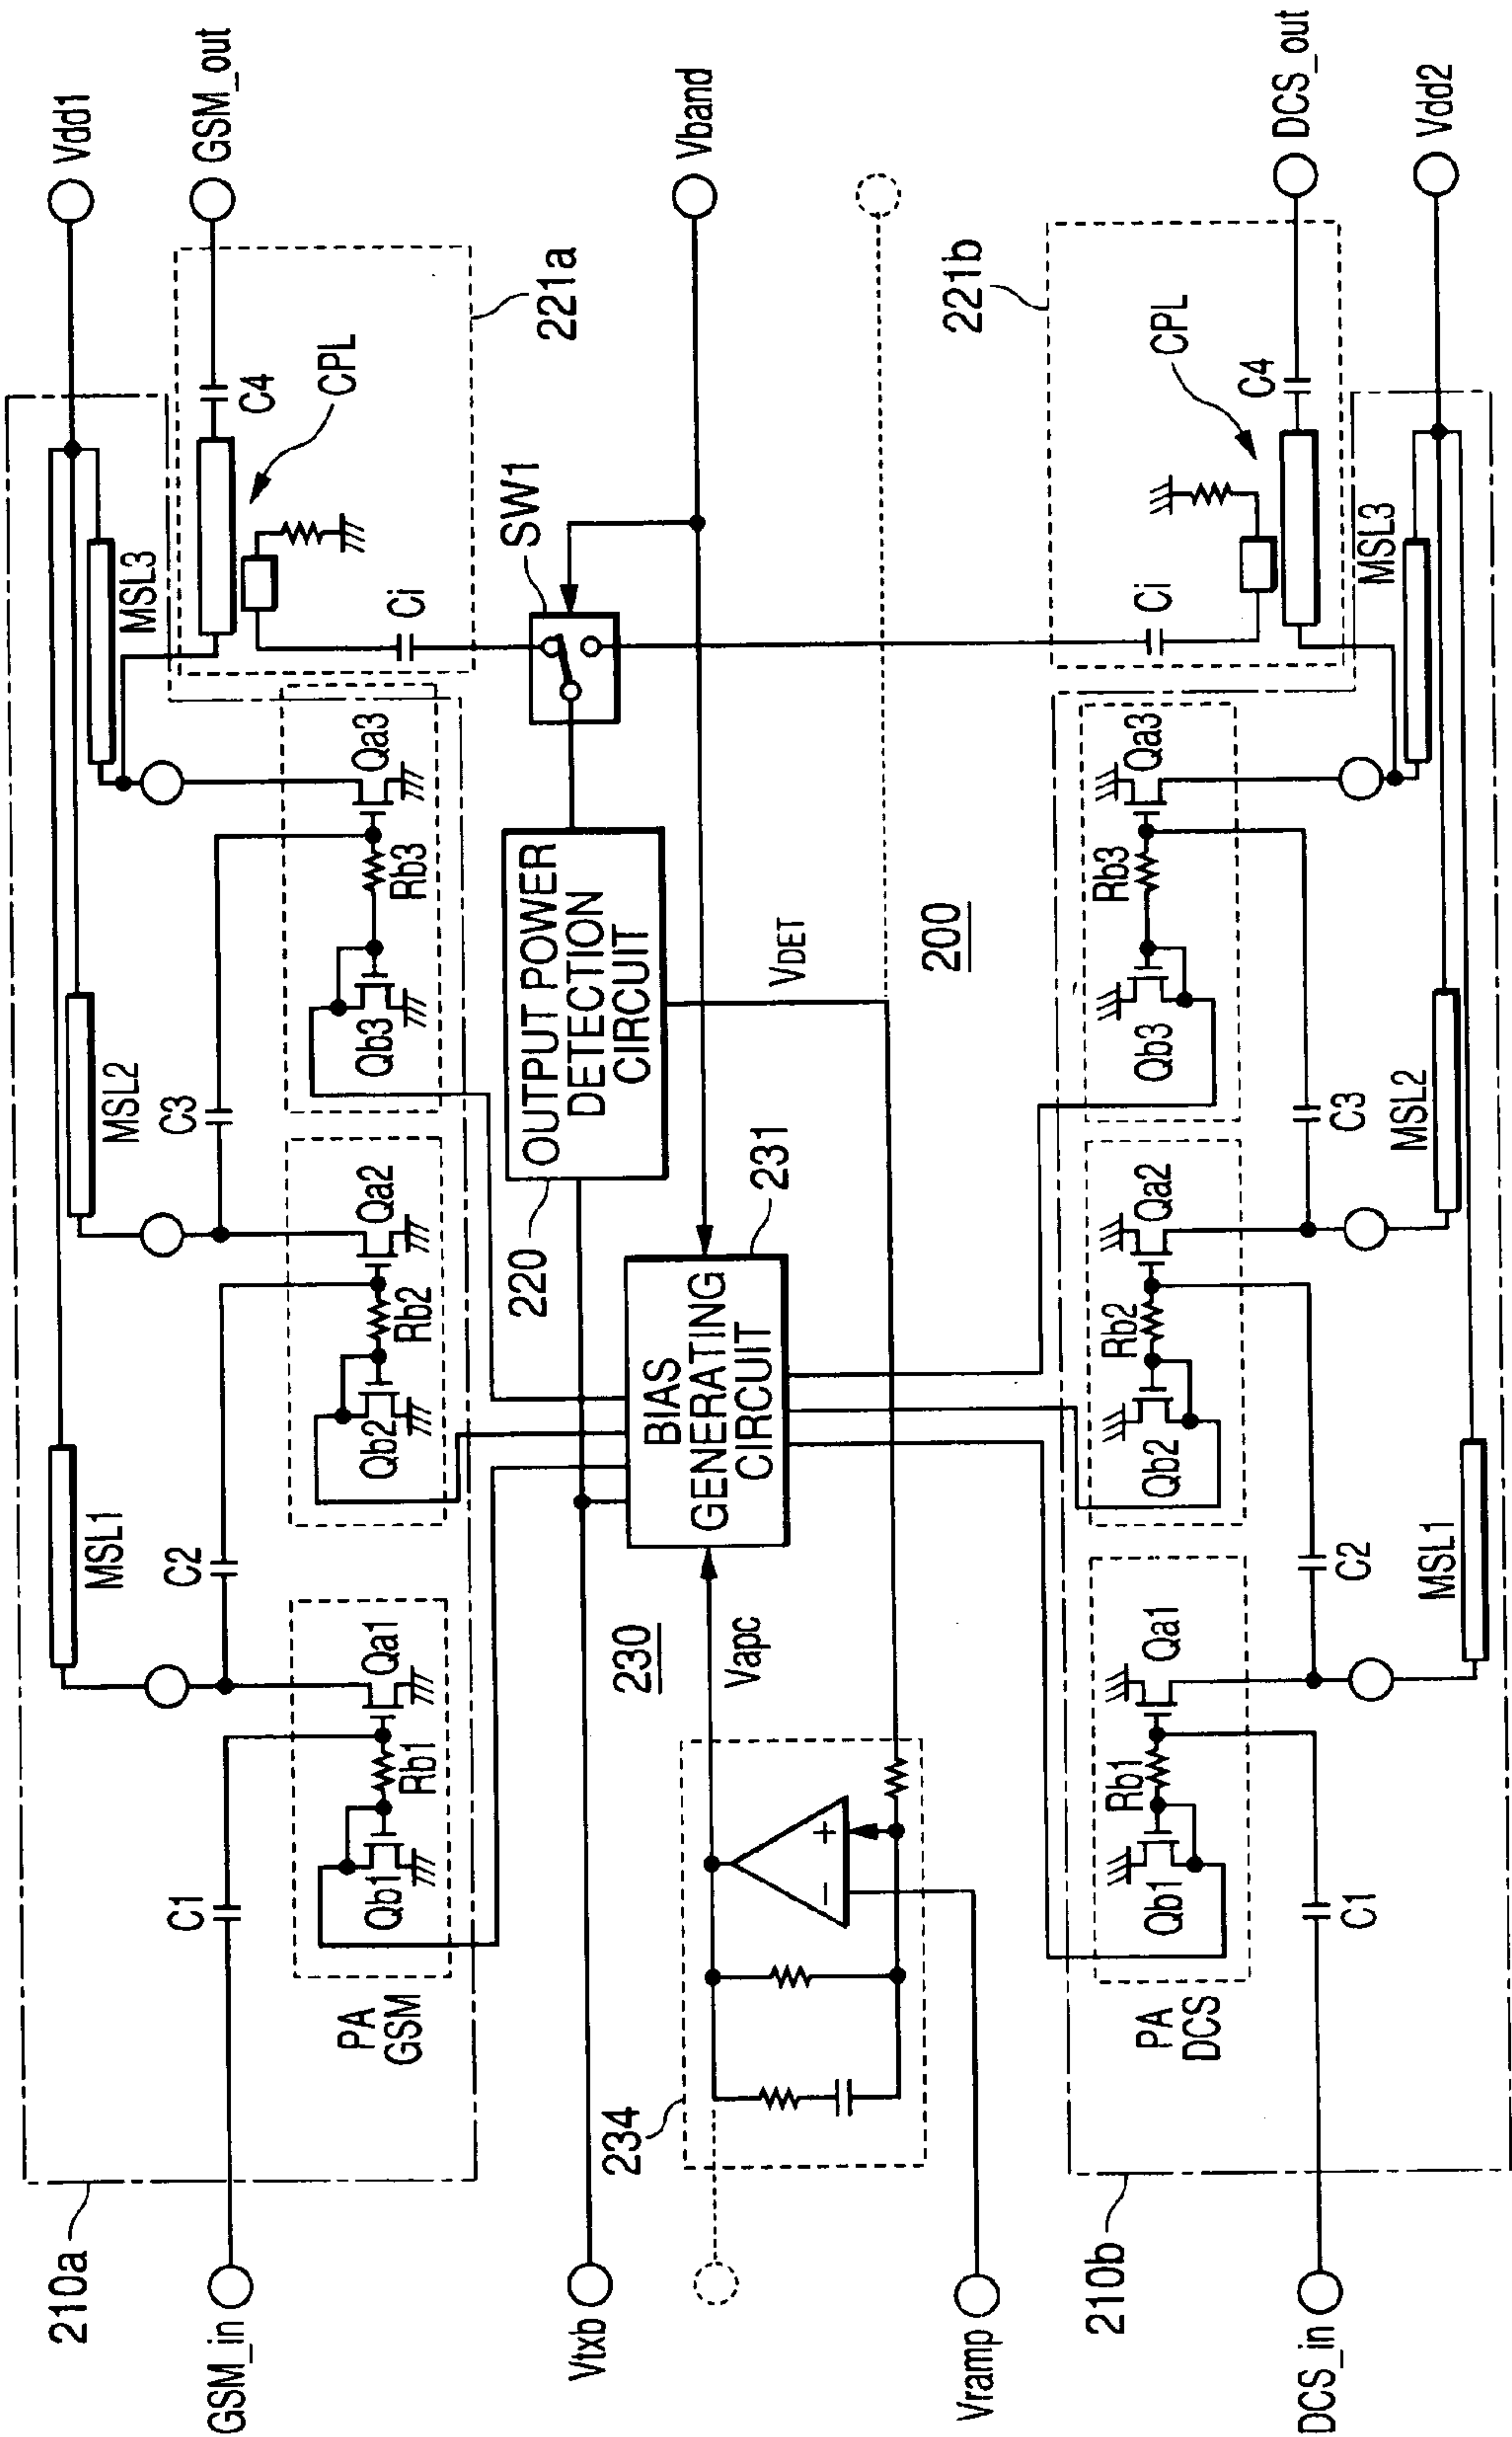 Vdd1
GSM_out
Vband
DCS_out
Vdd2
221a
221b
CPL
C4
CPL
C4
MSL3
Ci
SW1
Ci
MSL3
Qa3
Rb3
Qb3
Qa3
Rb3
Qb3
OUTPUT POWER
DETECTION
CIRCUIT
VDET
200
MSL2
C3
220
231
C3
MSL2
Qa2
Rb2
Qb2
BIAS
GENERATING
CIRCUIT
Qa2
Rb2
Qb2
MSL1
C2
230
Vapc
C2
MSL1
Qa1
Rb1
Qb1
+
−
Qa1
Rb1
Qb1
C1
C1
PA
GSM
234
PA
DCS
210a
210b
GSM_in
Vtxb
Vramp
DCS_in